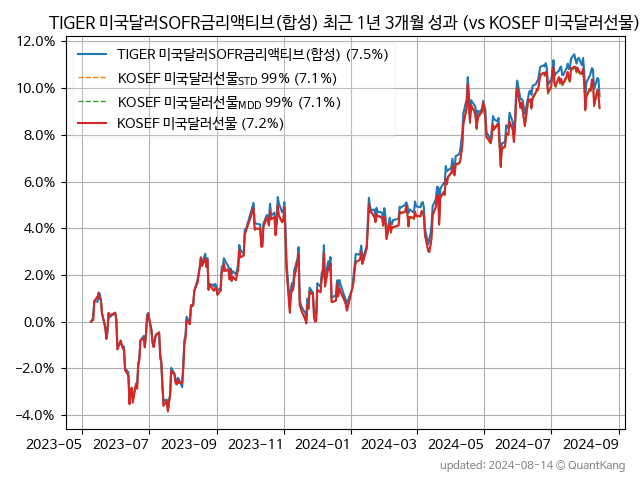 TIGER 미국달러SOFR금리액티브(합성) 최근 1년 3개월 성과 (vs KOSEF 미국달러선물)
12.0%
10.0%
8.0%
6.0%
4.0%
2.0%
0.0%
−2.0%
−4.0%
TIGER 미국달러SOFR금리액티브(합성) (7.5%)
KOSEF 미국달러선물STD 99% (7.1%)
KOSEF 미국달러선물MDD 99% (7.1%)
KOSEF 미국달러선물 (7.2%)
2023-05 2023-07 2023-09 2023-11 2024-01 2024-03 2024-05 2024-07 2024-09
updated: 2024-08-14 © QuantKang